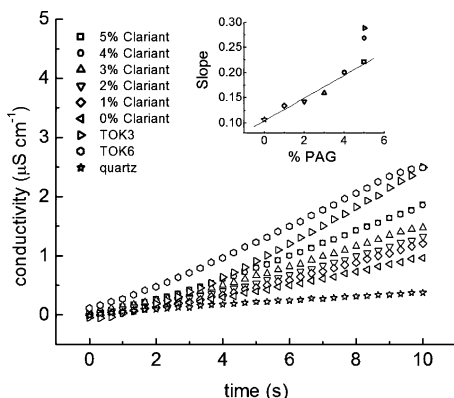 5% Clariant
4% Clariant
3% Clariant
2% Clariant
1% Clariant
0% Clariant
TOK3
TOK6
quartz
0.30
0.25
0.20
0.15
0.10
Slope
0 1 2 3 4 5 6
% PAG
5
4
3
2
1
0
conductivity (μS cm⁻¹)
0 2 4 6 8 10
time (s)